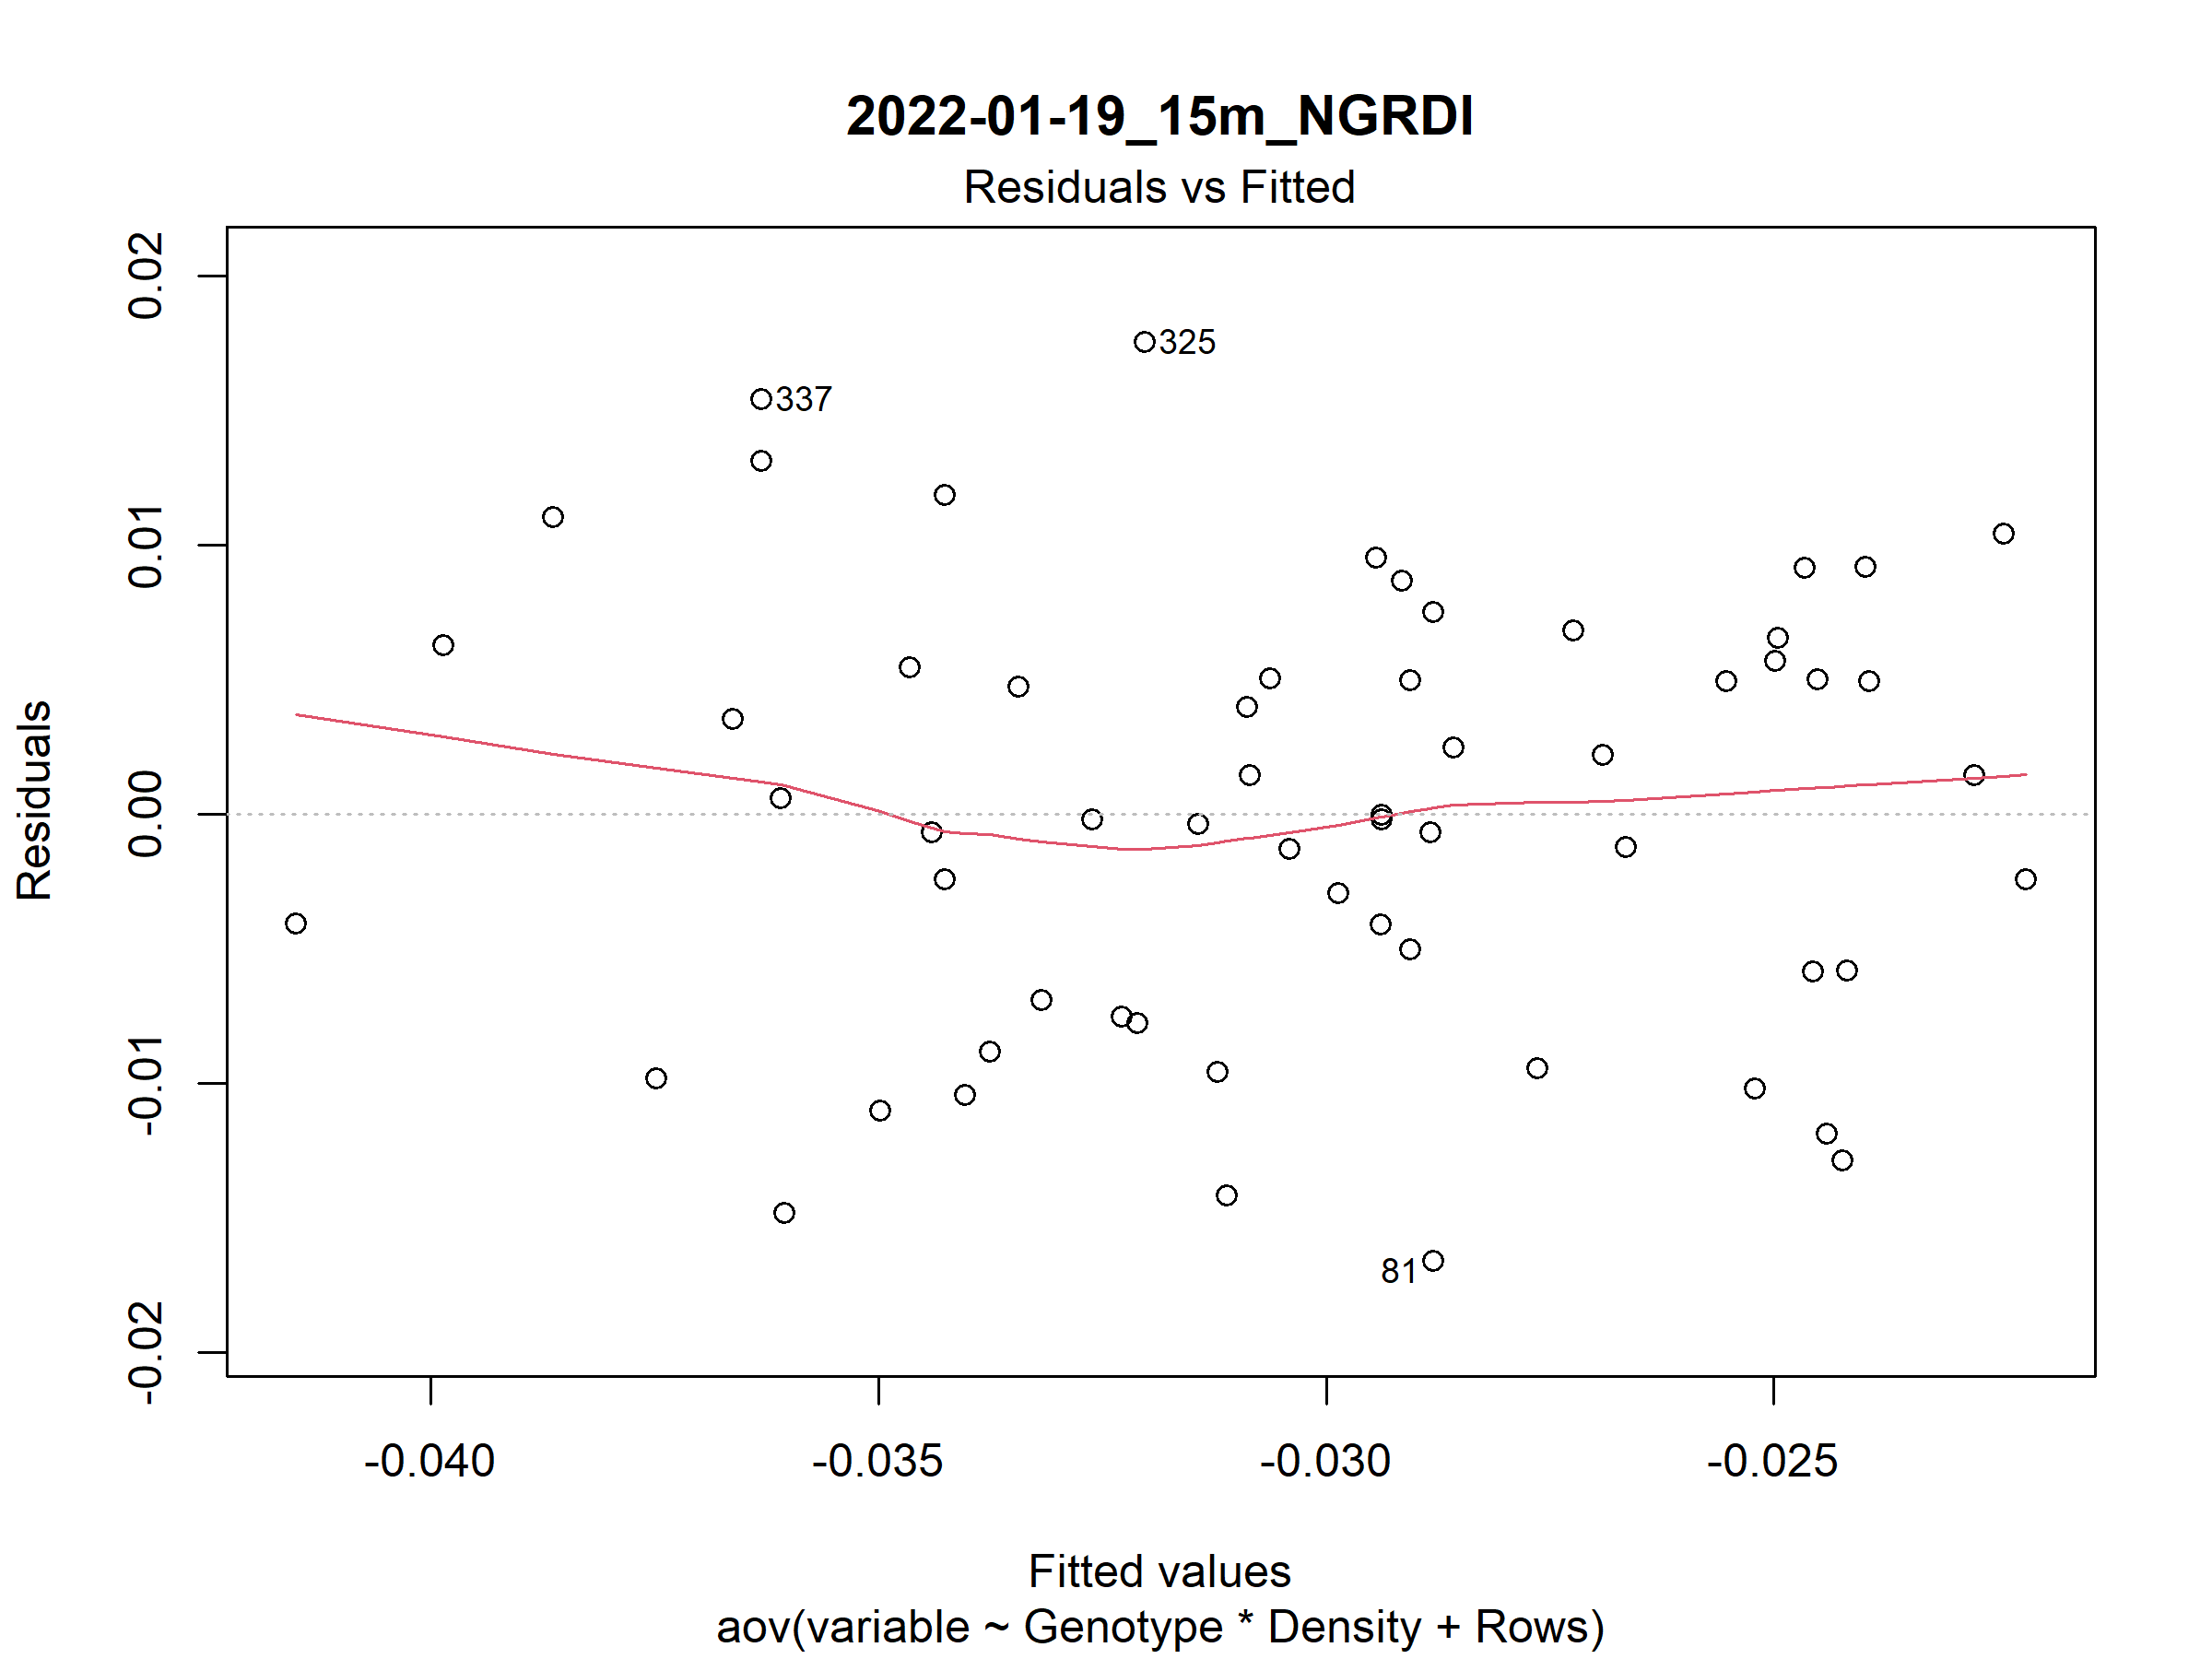 2022-01-19_15m_NGRDI
Residuals vs Fitted
0.02
0.01
0.00
-0.01
-0.02
Residuals
325
337
81
-0.040
-0.035
-0.030
-0.025
Fitted values
aov(variable ~ Genotype * Density + Rows)